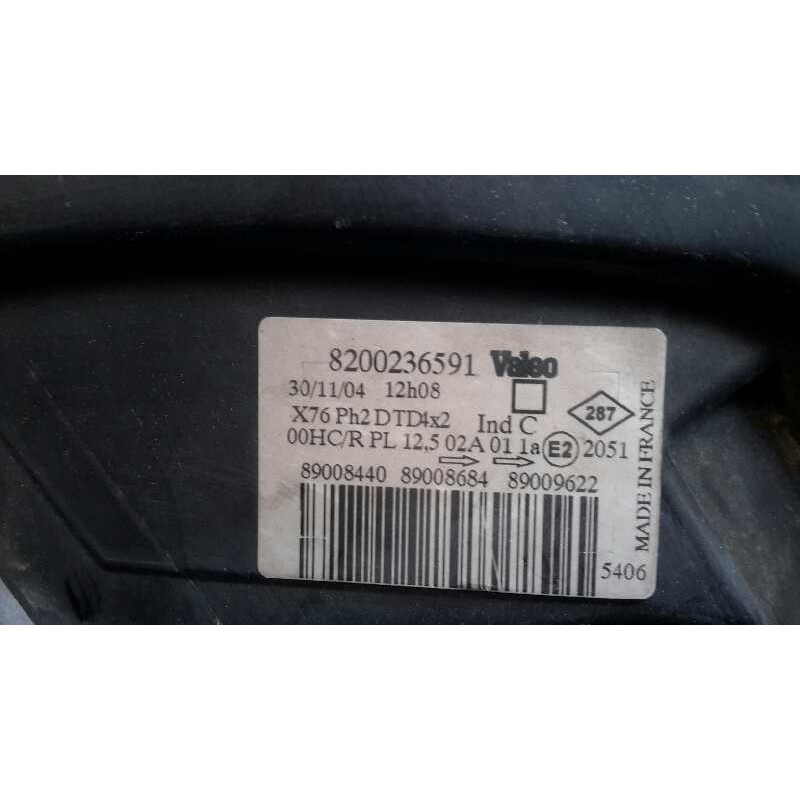 8200236591 Valeo
30/11/04 12h08
X76 Ph2 D TD4x2 Ind C
287
00HC/R PL 12,5 02A 01 1a E2 2051
89008440 89008684 89009622
5406
MADE IN FRANCE